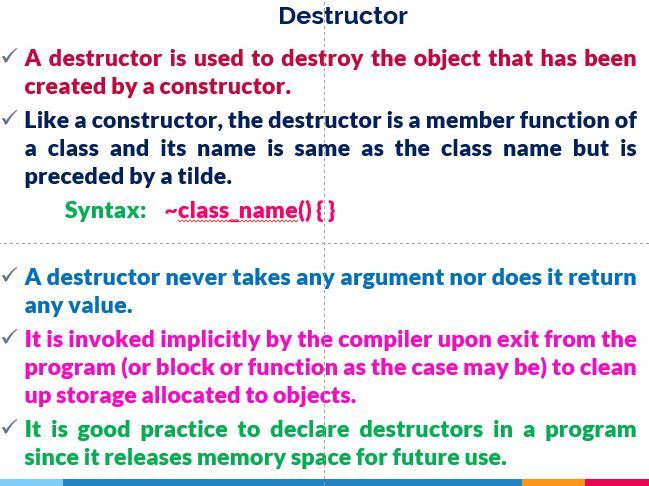 Destructor
✓ A destructor is used to destroy the object that has been
created by a constructor.
✓ Like a constructor, the destructor is a member function of
a class and its name is same as the class name but is
preceded by a tilde.
Syntax: ~class_name() { }
✓ A destructor never takes any argument nor does it return
any value.
✓ It is invoked implicitly by the compiler upon exit from the
program (or block or function as the case may be) to clean
up storage allocated to objects.
✓ It is good practice to declare destructors in a program
since it releases memory space for future use.